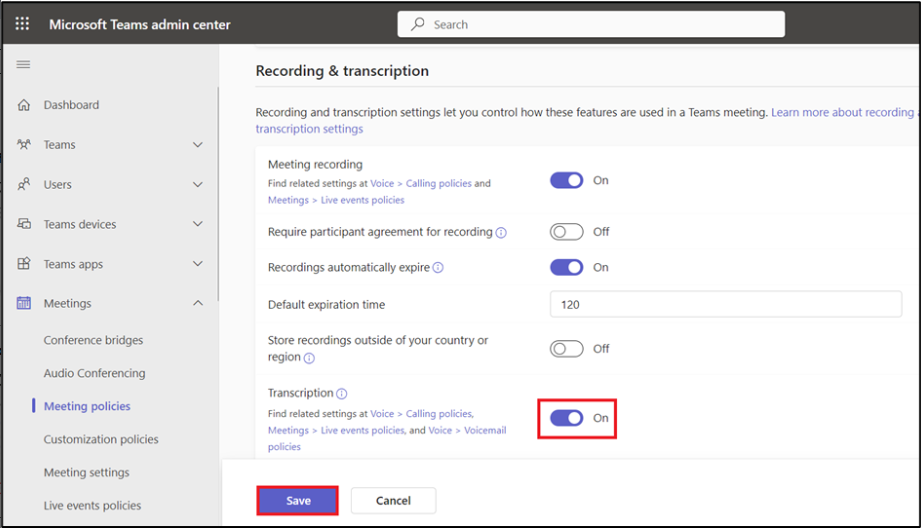 Microsoft Teams admin center
Search
Dashboard
Teams
Users
Teams devices
Teams apps
Meetings
Conference bridges
Audio Conferencing
Meeting policies
Customization policies
Meeting settings
Live events policies
Recording & transcription
Recording and transcription settings let you control how these features are used in a Teams meeting. Learn more about recording
transcription settings
Meeting recording
Find related settings at Voice > Calling policies and
Meetings > Live events policies
On
Require participant agreement for recording
Off
Recordings automatically expire
On
Default expiration time
120
Store recordings outside of your country or
region
Off
Transcription
Find related settings at Voice > Calling policies,
Meetings > Live events policies, and Voice > Voicemail
policies
On
Save
Cancel